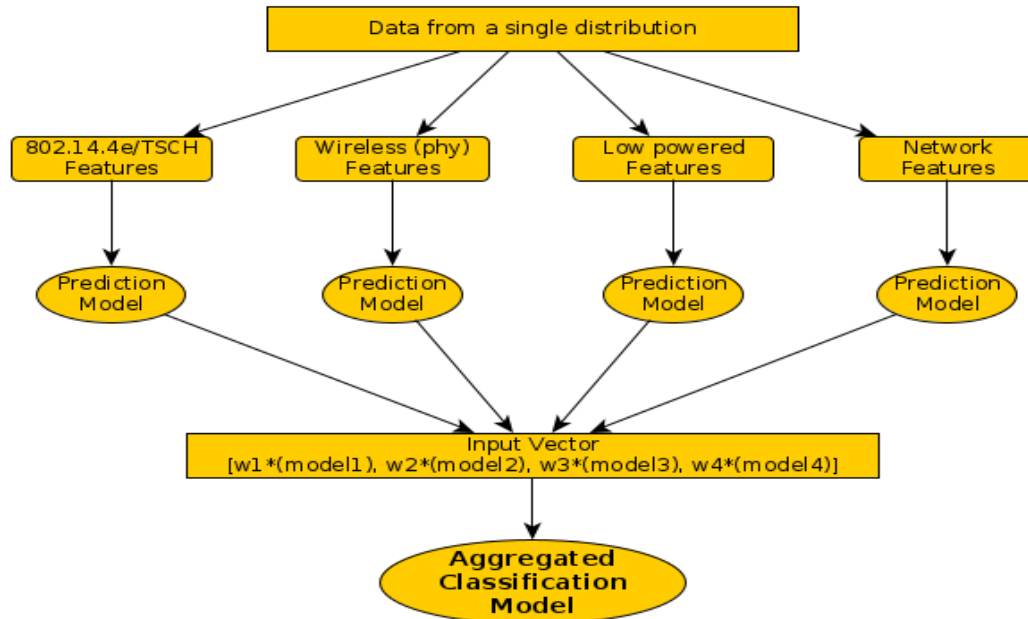 Data from a single distribution
802.14.4e/TSCH
Features
Wireless (phy)
Features
Low powered
Features
Network
Features
Prediction
Model
Prediction
Model
Prediction
Model
Prediction
Model
Input Vector
[w1*(model1), w2*(model2), w3*(model3), w4*(model4)]
Aggregated
Classification
Model